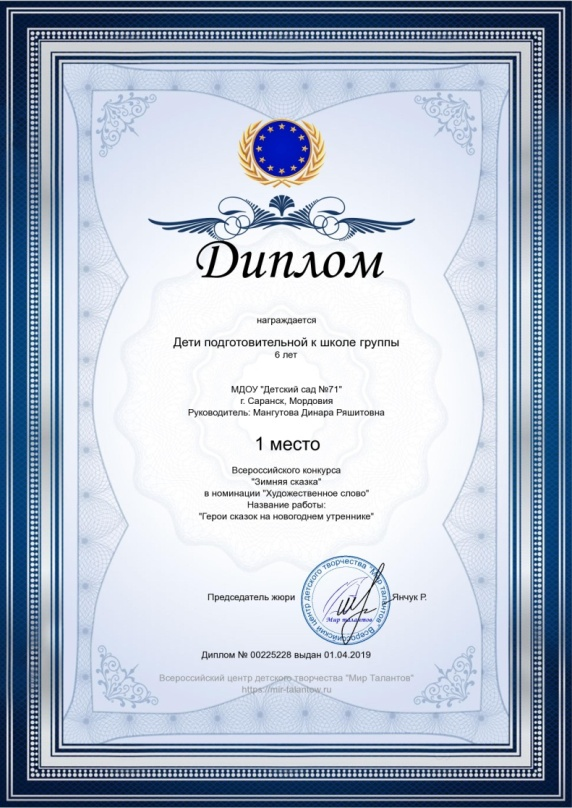 Диплом
награждается
Дети подготовительной к школе группы
6 лет
МДОУ "Детский сад №71"
г. Саранск, Мордовия
Руководитель: Мангутова Динара Ряшитовна
1 место
Всероссийского конкурса
"Зимняя сказка"
в номинации "Художественное слово"
Название работы:
"Герои сказок на новогоднем утреннике"
Всероссийский центр детского творчества "Мир талантов"
Мир талантов
Председатель жюри Янчук Р.
Диплом № 00225228 выдан 01.04.2019
Всероссийский центр детского творчества "Мир Талантов"
https://mir-talantow.ru